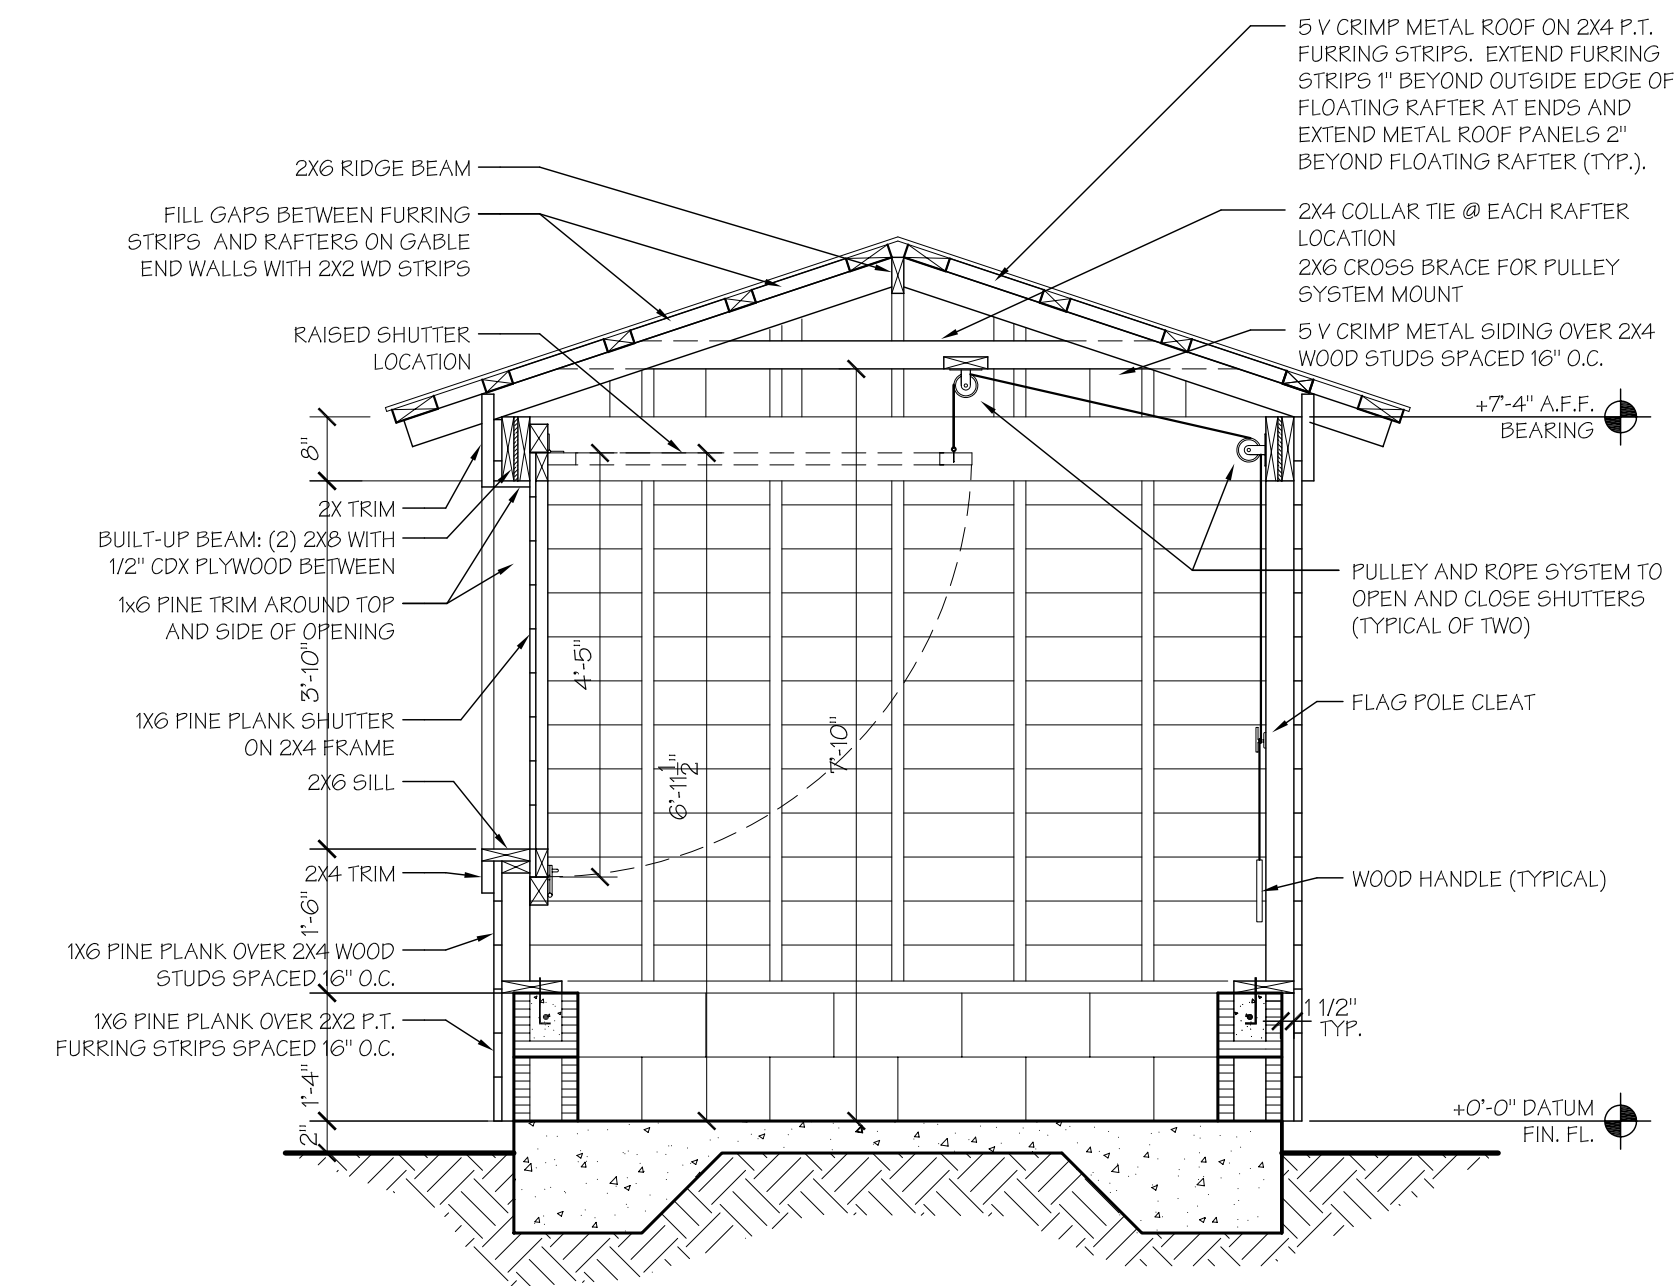 5 V CRIMP METAL ROOF ON 2X4 P.T.
FURRING STRIPS. EXTEND FURRING
STRIPS 1" BEYOND OUTSIDE EDGE OF
FLOATING RAFTER AT ENDS AND
EXTEND METAL ROOF PANELS 2"
BEYOND FLOATING RAFTER (TYP.).
2X6 RIDGE BEAM
FILL GAPS BETWEEN FURRING
STRIPS AND RAFTERS ON GABLE
END WALLS WITH 2X2 WD STRIPS
RAISED SHUTTER
LOCATION
2X4 COLLAR TIE @ EACH RAFTER
LOCATION
2X6 CROSS BRACE FOR PULLEY
SYSTEM MOUNT
5 V CRIMP METAL SIDING OVER 2X4
WOOD STUDS SPACED 16" O.C.
+7'-4" A.F.F.
BEARING
8"
2X TRIM
BUILT-UP BEAM: (2) 2X8 WITH
1/2" CDX PLYWOOD BETWEEN
1x6 PINE TRIM AROUND TOP
AND SIDE OF OPENING
3'-10"
1X6 PINE PLANK SHUTTER
ON 2X4 FRAME
2X6 SILL
2X4 TRIM
1'-6"
1X6 PINE PLANK OVER 2X4 WOOD
STUDS SPACED 16" O.C.
1X6 PINE PLANK OVER 2X2 P.T.
FURRING STRIPS SPACED 16" O.C.
1'-4"
2"
4'-5"
6'-11 1/2"
7'-10"
PULLEY AND ROPE SYSTEM TO
OPEN AND CLOSE SHUTTERS
(TYPICAL OF TWO)
FLAG POLE CLEAT
WOOD HANDLE (TYPICAL)
1 1/2"
TYP.
+0'-0" DATUM
FIN. FL.